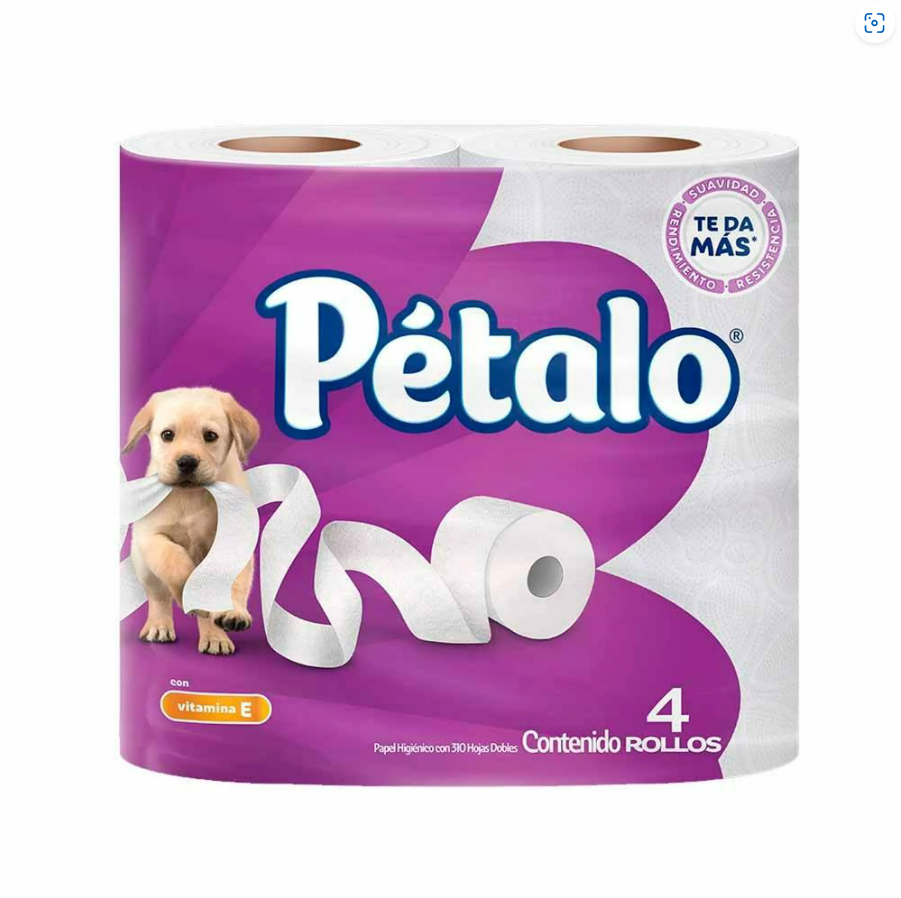 SUAVIDAD
RENDIMIENTO
RESISTENCIA
TE DA
MÁS*
Pétalo®
con
vitamina E
Papel Higiénico con 310 Hojas Dobles Contenido 4 ROLLOS